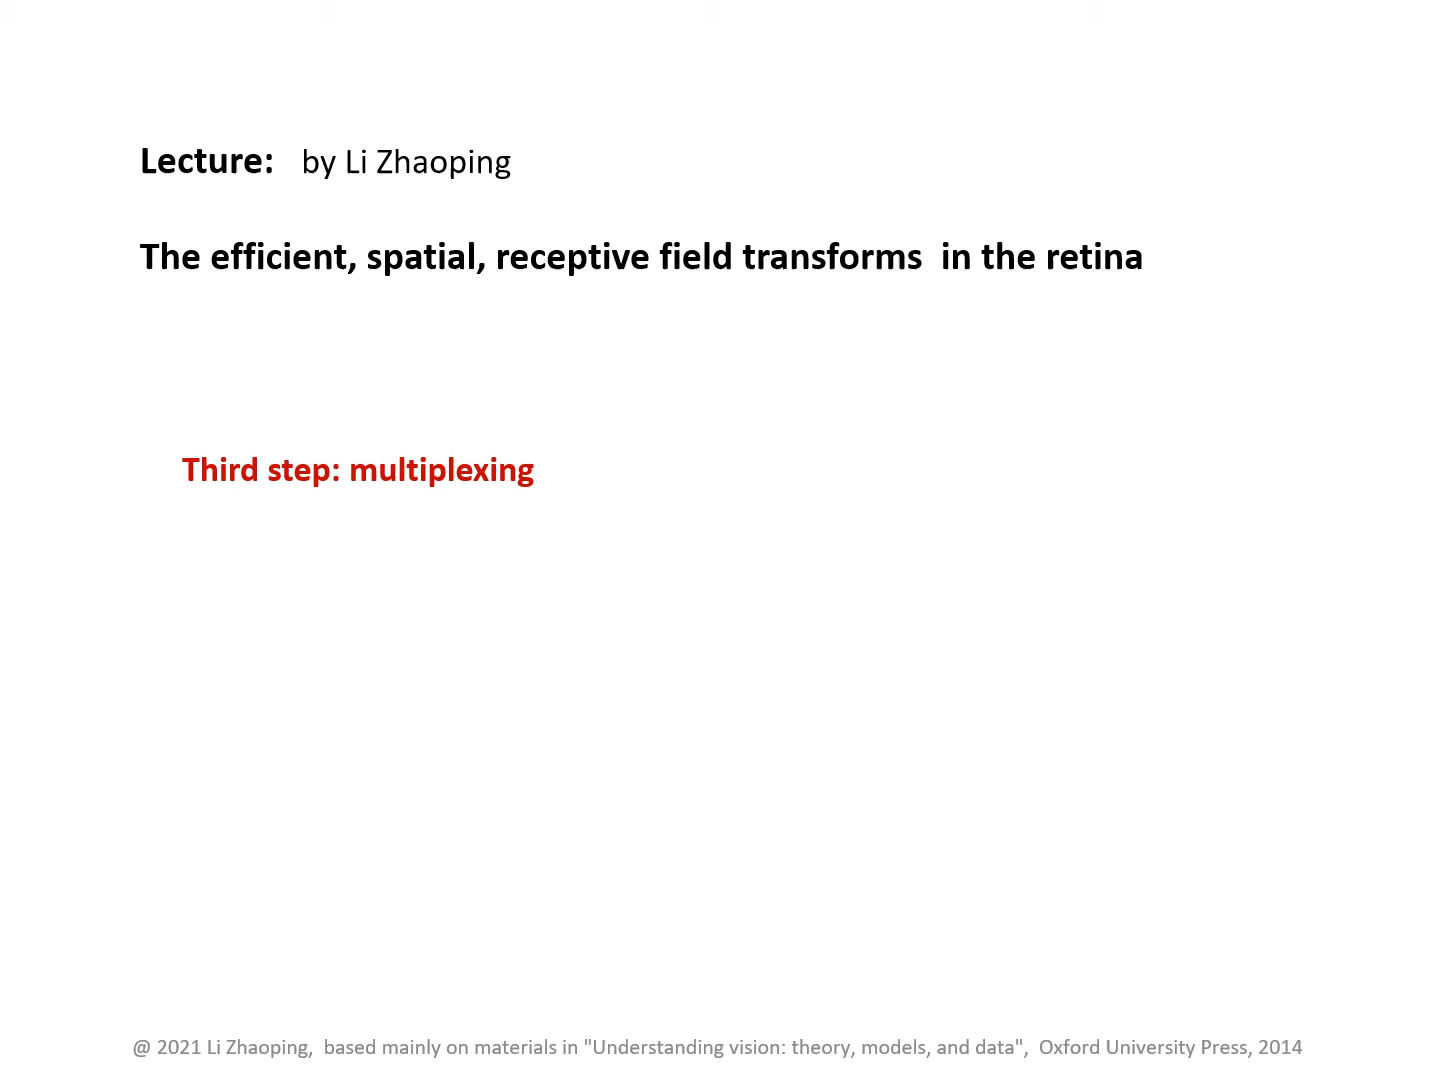 Lecture: by Li Zhaoping
The efficient, spatial, receptive field transforms in the retina
Third step: multiplexing
@ 2021 Li Zhaoping, based mainly on materials in "Understanding vision: theory, models, and data", Oxford University Press, 2014